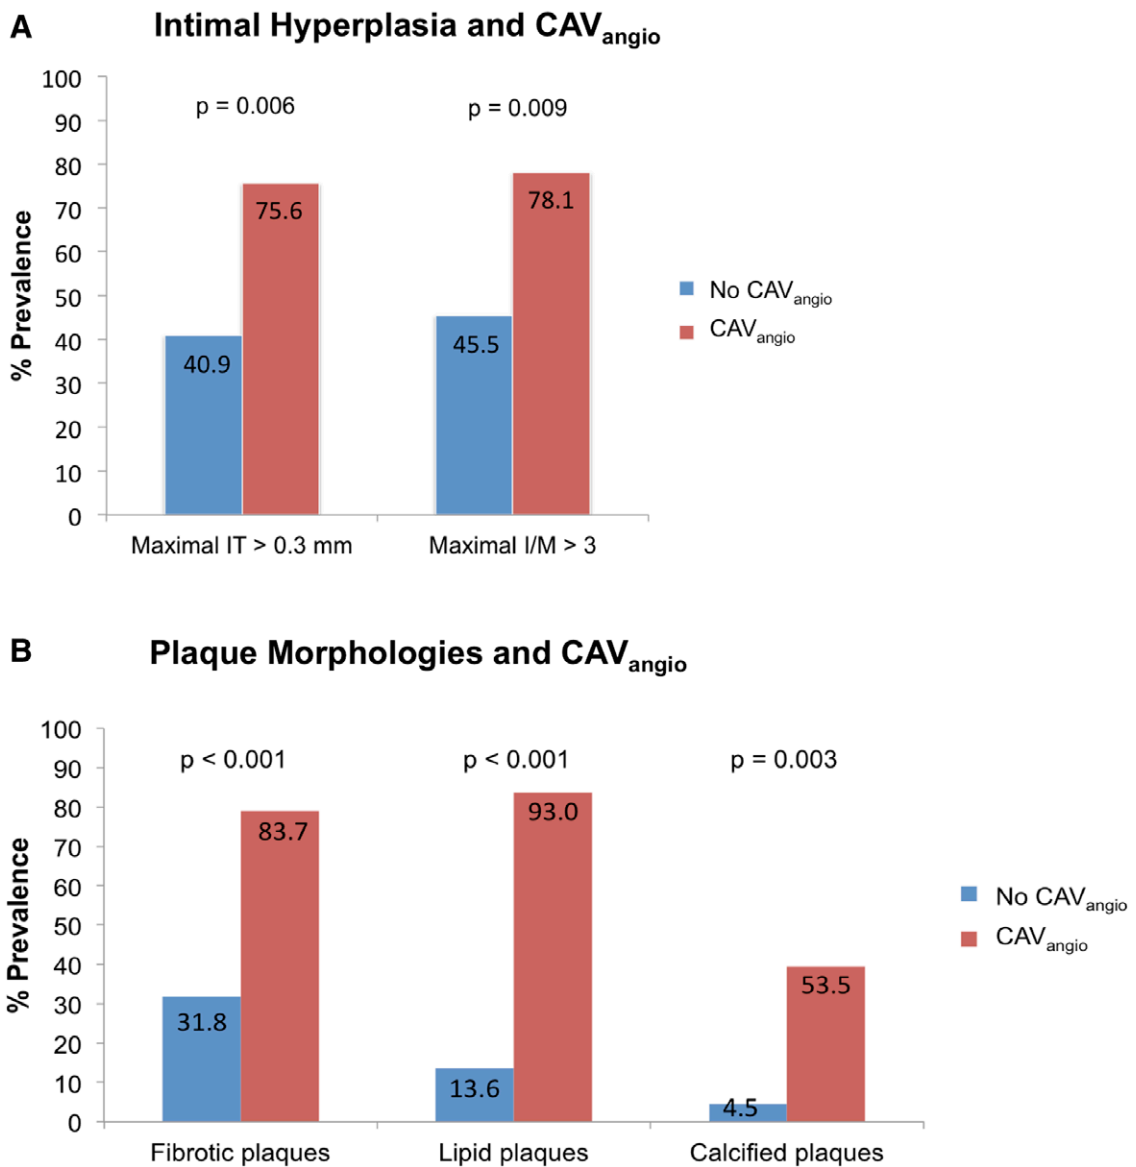 A
Intimal Hyperplasia and CAVangio
100
90
80
70
60
50
40
30
20
10
0
% Prevalence
p = 0.006
p = 0.009
75.6
78.1
40.9
45.5
No CAVangio
CAVangio
Maximal IT > 0.3 mm
Maximal I/M > 3
B
Plaque Morphologies and CAVangio
100
90
80
70
60
50
40
30
20
10
0
% Prevalence
p < 0.001
p < 0.001
p = 0.003
83.7
93.0
53.5
31.8
13.6
4.5
No CAVangio
CAVangio
Fibrotic plaques
Lipid plaques
Calcified plaques